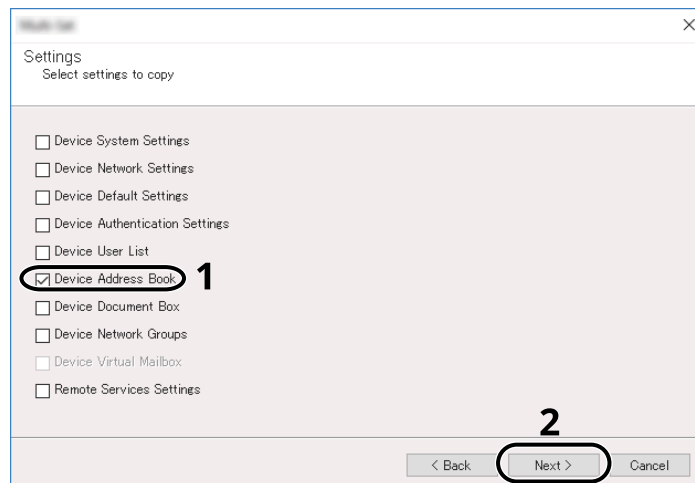 Settings
Select settings to copy
Device System Settings
Device Network Settings
Device Default Settings
Device Authentication Settings
Device User List
Device Address Book 1
Device Document Box
Device Network Groups
Device Virtual Mailbox
Remote Services Settings
2
< Back Next > Cancel